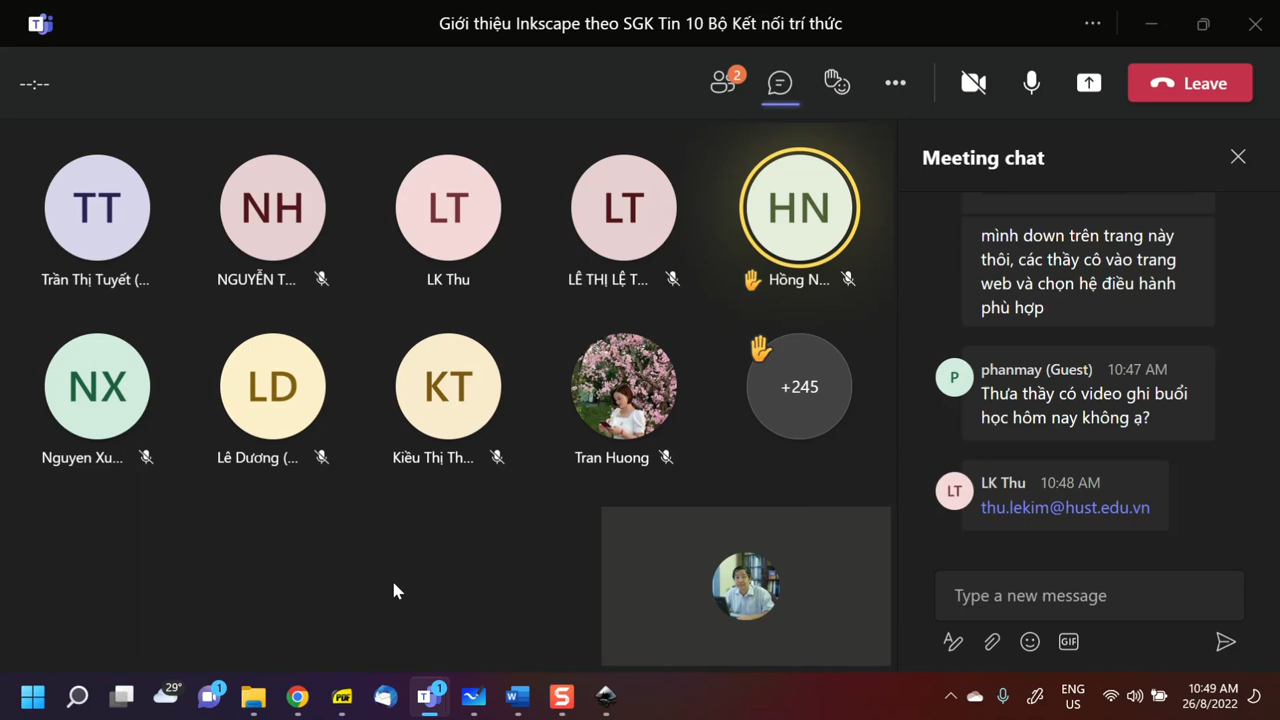 Giới thiệu Inkscape theo SGK Tin 10 Bộ Kết nối trí thức
--:--
2
Leave
TT
NH
LT
LT
HN
Trần Thị Tuyết (...
NGUYỄN T...
LK Thu
LÊ THỊ LỆ T...
Hồng N...
NX
LD
KT
+245
Nguyen Xu...
Lê Dương (...
Kiều Thị Th...
Tran Huong
Meeting chat
mình down trên trang này
thôi, các thầy cô vào trang
web và chọn hệ điều hành
phù hợp
P
phanmay (Guest) 10:47 AM
Thưa thầy có video ghi buổi
học hôm nay không ạ?
LT
LK Thu 10:48 AM
thu.lekim@hust.edu.vn
Type a new message
GIF
29°
1
PDF
T
1
W
S
ENG
US
10:49 AM
26/8/2022